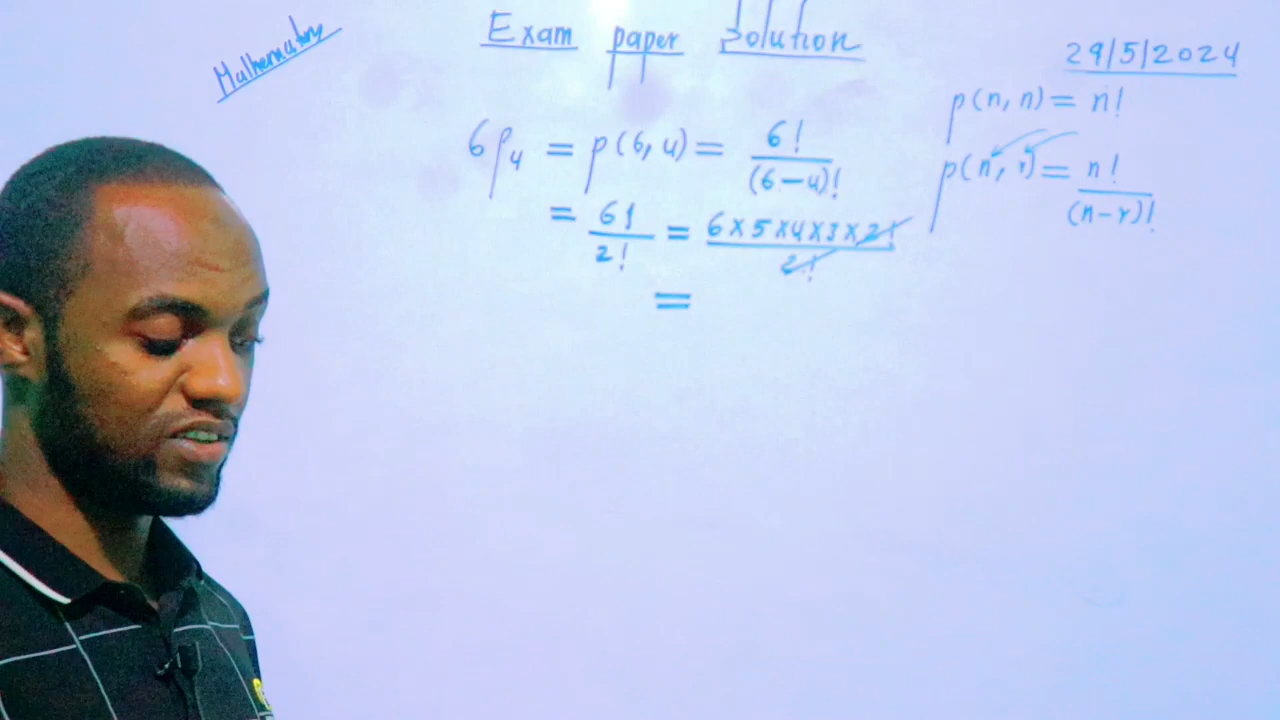 Mathematics
Exam paper Solution
29/5/2024
p(n, n) = n!
6P4 = p(6, 4) = 6! / (6-4)!
p(n, r) = n! / (n-r)!
= 6! / 2! = 6 x 5 x 4 x 3 x 2! / 2!
=